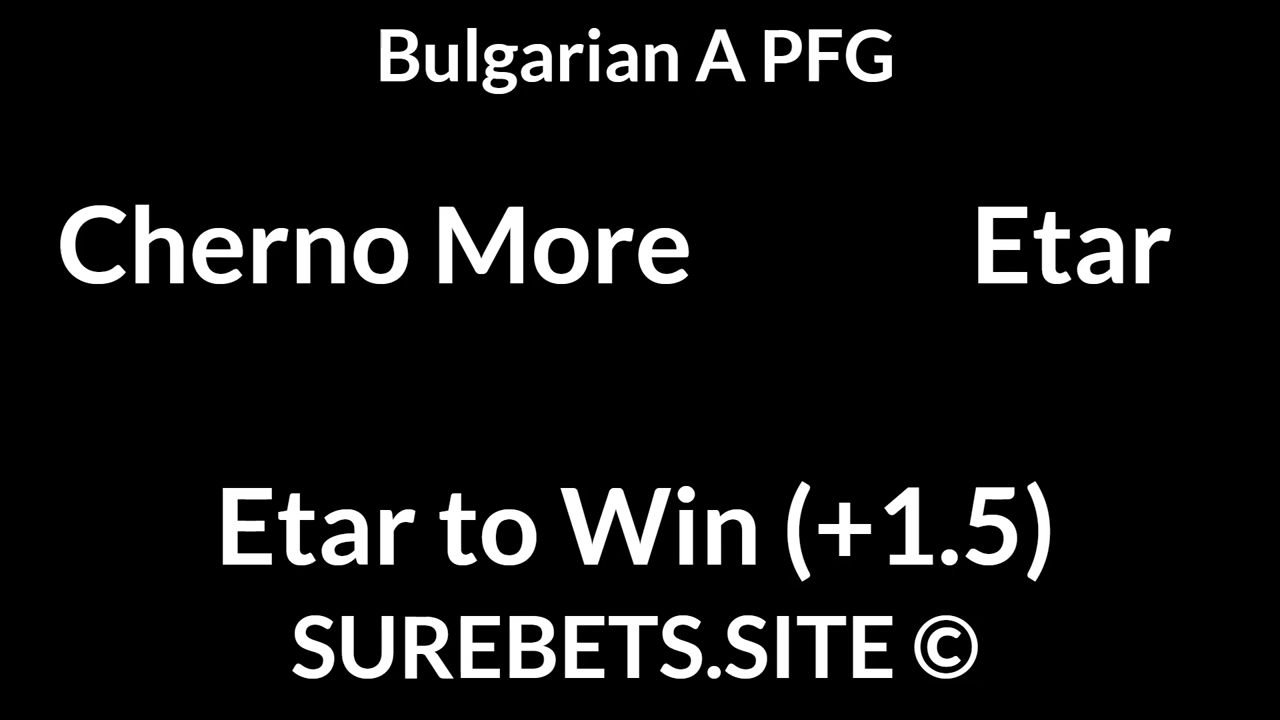 Bulgarian A PFG
Cherno More Etar
Etar to Win (+1.5)
SUREBETS.SITE ©